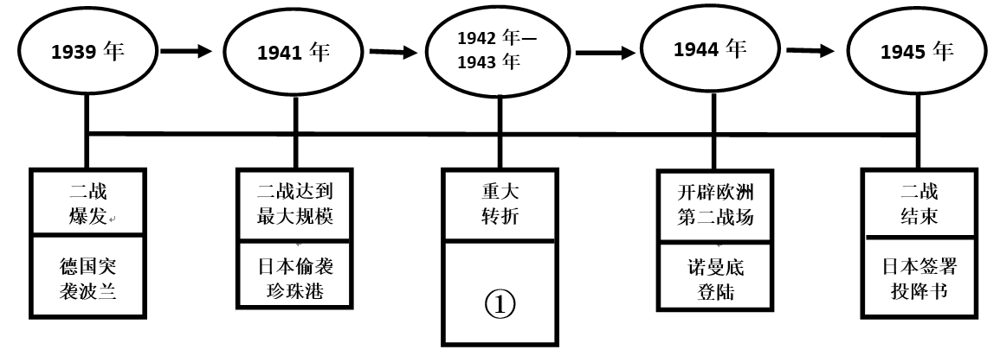 1939 年
1941 年
1942 年—
1943 年
1944 年
1945 年
二战
爆发
德国突
袭波兰
二战达到
最大规模
日本偷袭
珍珠港
重大
转折
①
开辟欧洲
第二战场
诺曼底
登陆
二战
结束
日本签署
投降书